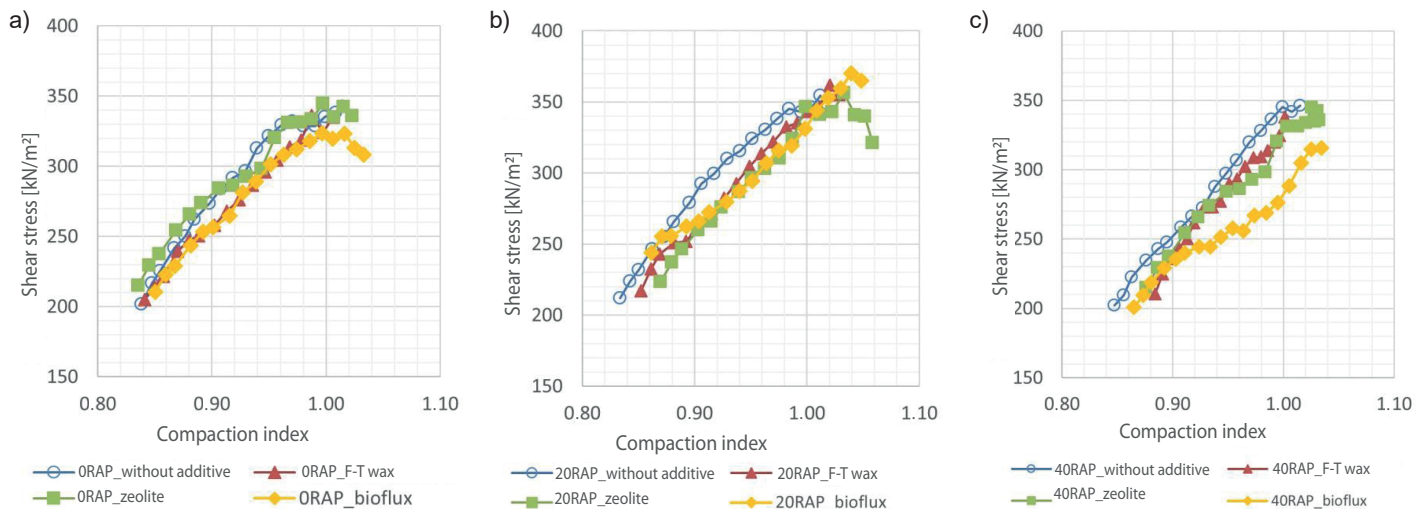 a)
400
350
300
250
200
150
Shear stress [kN/m²]
0.80 0.90 1.00 1.10
Compaction index
0RAP_without additive 0RAP_F-T wax
0RAP_zeolite 0RAP_bioflux
b)
400
350
300
250
200
150
Shear stress [kN/m²]
0.80 0.90 1.00 1.10
Compaction index
20RAP_without additive 20RAP_F-T wax
20RAP_zeolite 20RAP bioflux
c)
400
350
300
250
200
150
Shear stress [kN/m²]
0.80 0.90 1.00 1.10
Compaction index
40RAP_without additive 40RAP_F-T wax
40RAP_zeolite 40RAP_bioflux